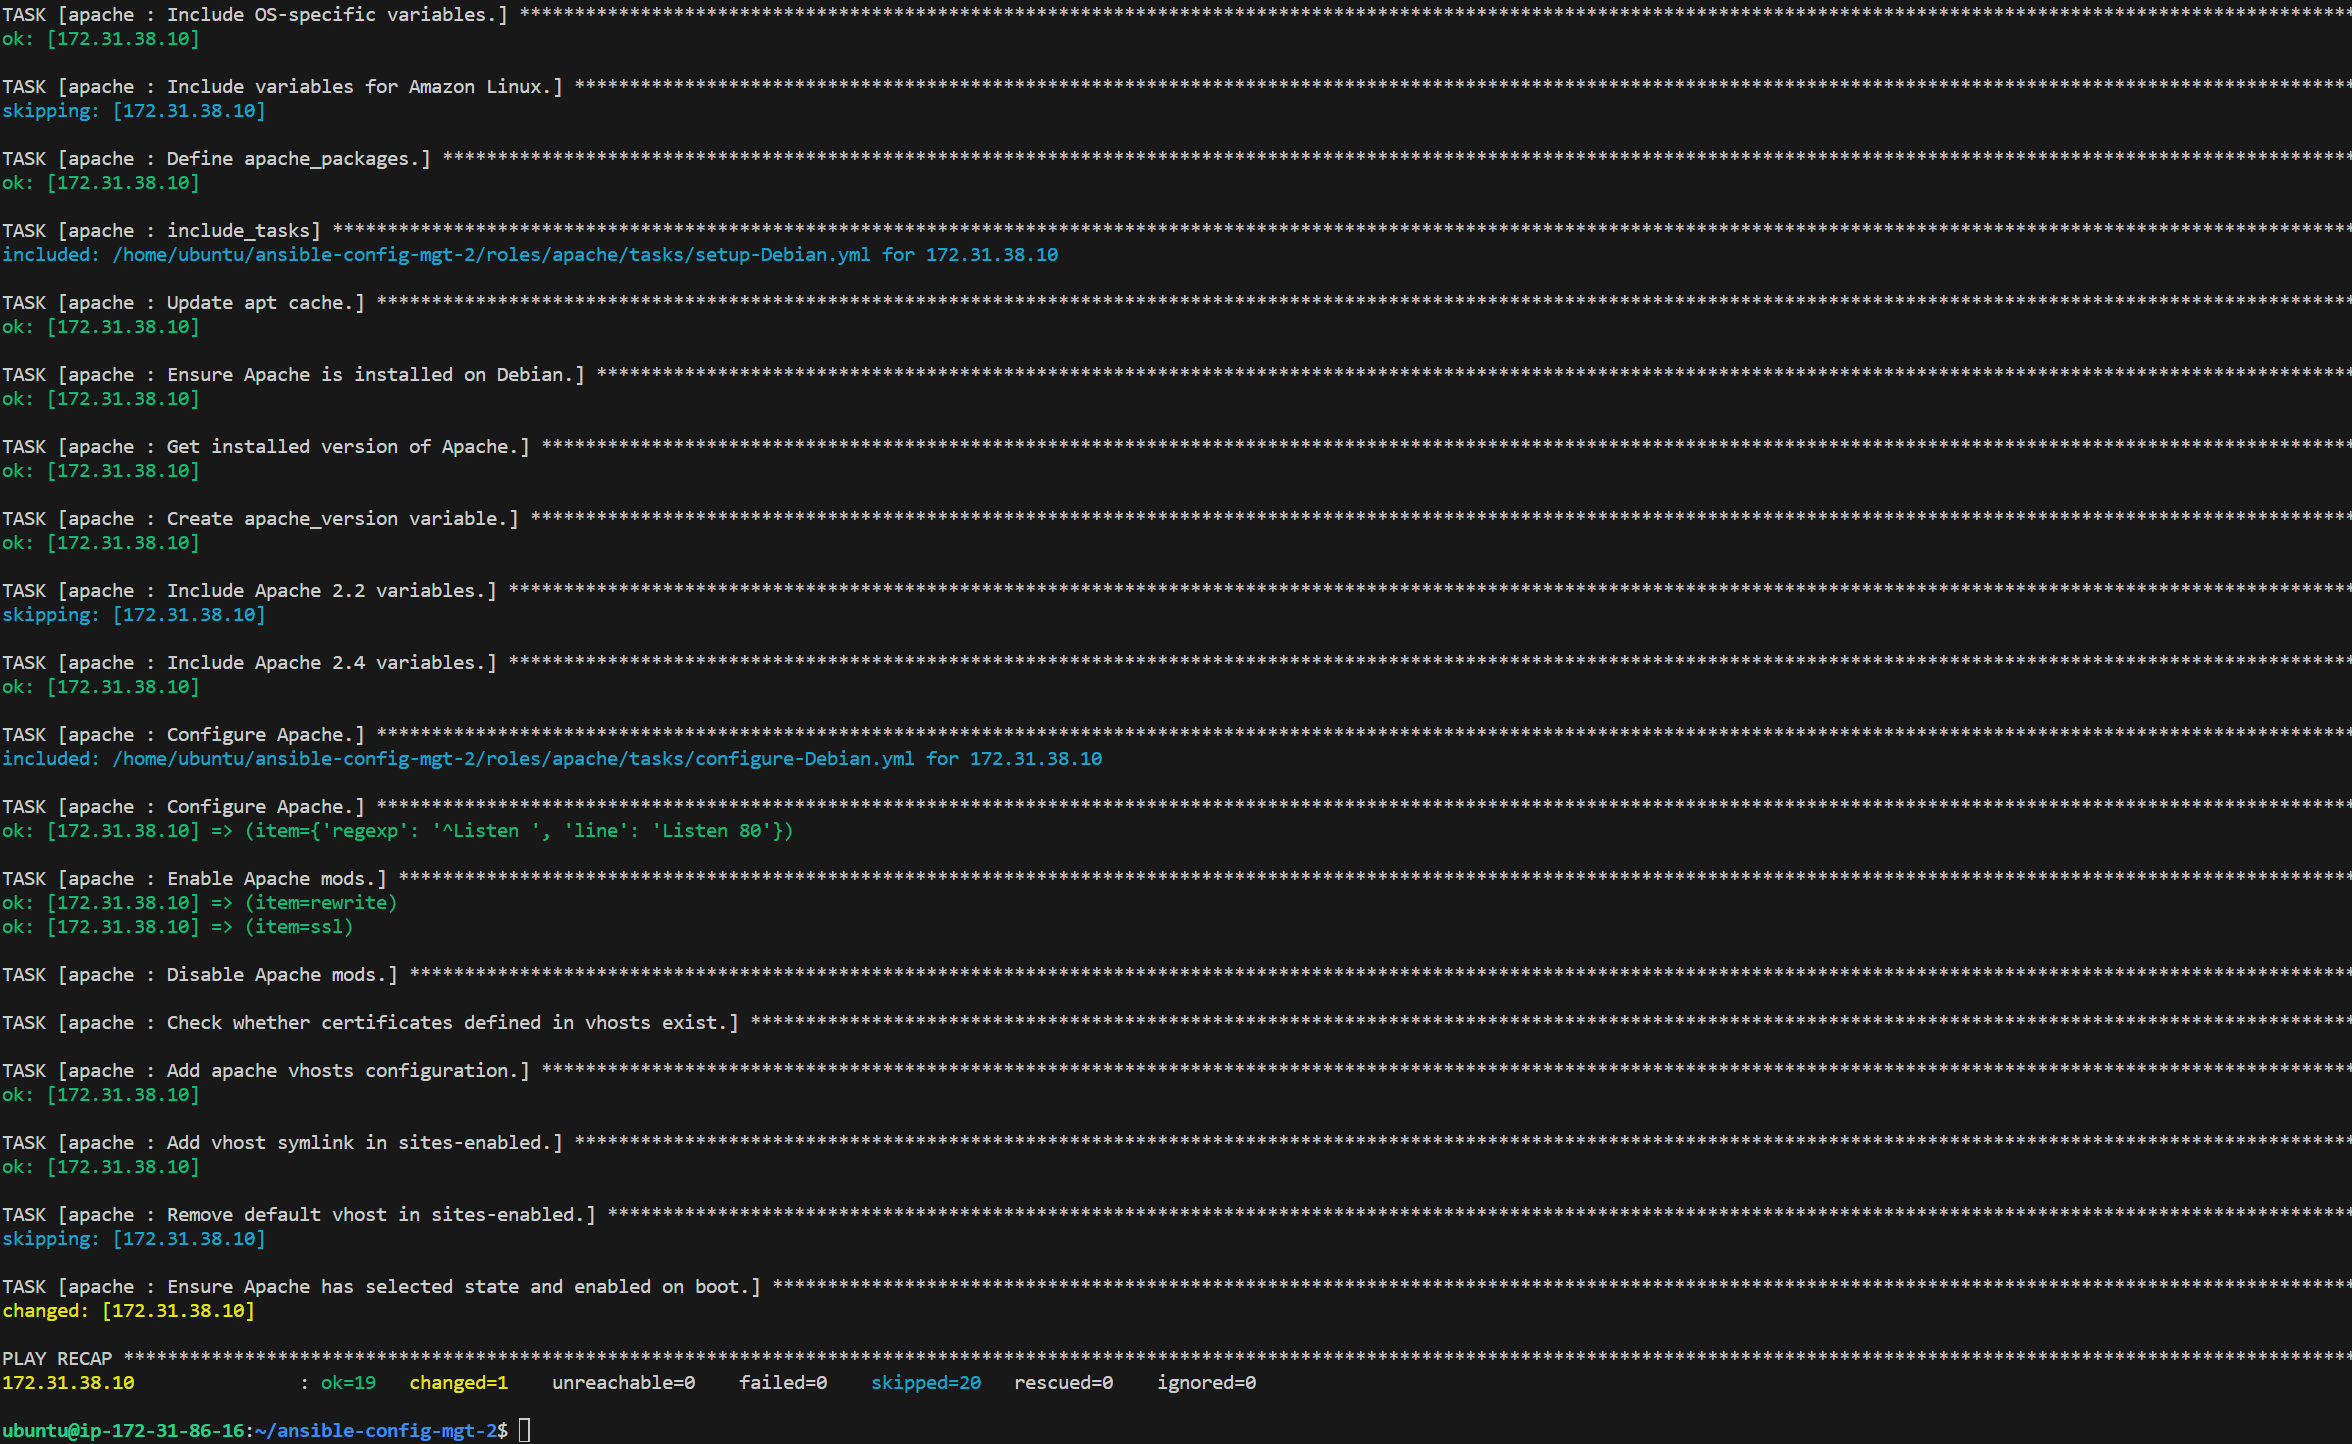 TASK [apache : Include OS-specific variables.] ****************************************************************************************************************************************************************
ok: [172.31.38.10]
TASK [apache : Include variables for Amazon Linux.] ****************************************************************************************************************************************************************
skipping: [172.31.38.10]
TASK [apache : Define apache_packages.] ****************************************************************************************************************************************************************
ok: [172.31.38.10]
TASK [apache : include_tasks] ****************************************************************************************************************************************************************
included: /home/ubuntu/ansible-config-mgt-2/roles/apache/tasks/setup-Debian.yml for 172.31.38.10
TASK [apache : Update apt cache.] ****************************************************************************************************************************************************************
ok: [172.31.38.10]
TASK [apache : Ensure Apache is installed on Debian.] ****************************************************************************************************************************************************************
ok: [172.31.38.10]
TASK [apache : Get installed version of Apache.] ****************************************************************************************************************************************************************
ok: [172.31.38.10]
TASK [apache : Create apache_version variable.] ****************************************************************************************************************************************************************
ok: [172.31.38.10]
TASK [apache : Include Apache 2.2 variables.] ****************************************************************************************************************************************************************
skipping: [172.31.38.10]
TASK [apache : Include Apache 2.4 variables.] ****************************************************************************************************************************************************************
ok: [172.31.38.10]
TASK [apache : Configure Apache.] ****************************************************************************************************************************************************************
included: /home/ubuntu/ansible-config-mgt-2/roles/apache/tasks/configure-Debian.yml for 172.31.38.10
TASK [apache : Configure Apache.] ****************************************************************************************************************************************************************
ok: [172.31.38.10] => (item={'regexp': '^Listen ', 'line': 'Listen 80'})
TASK [apache : Enable Apache mods.] ****************************************************************************************************************************************************************
ok: [172.31.38.10] => (item=rewrite)
ok: [172.31.38.10] => (item=ssl)
TASK [apache : Disable Apache mods.] ****************************************************************************************************************************************************************
TASK [apache : Check whether certificates defined in vhosts exist.] ************************************************************************************************************************************************
TASK [apache : Add apache vhosts configuration.] ****************************************************************************************************************************************************************
ok: [172.31.38.10]
TASK [apache : Add vhost symlink in sites-enabled.] ****************************************************************************************************************************************************************
ok: [172.31.38.10]
TASK [apache : Remove default vhost in sites-enabled.] ****************************************************************************************************************************************************************
skipping: [172.31.38.10]
TASK [apache : Ensure Apache has selected state and enabled on boot.] ************************************************************************************************************************************************
changed: [172.31.38.10]
PLAY RECAP ****************************************************************************************************************************************************************
172.31.38.10 : ok=19 changed=1 unreachable=0 failed=0 skipped=20 rescued=0 ignored=0
ubuntu@ip-172-31-86-16:~/ansible-config-mgt-2$